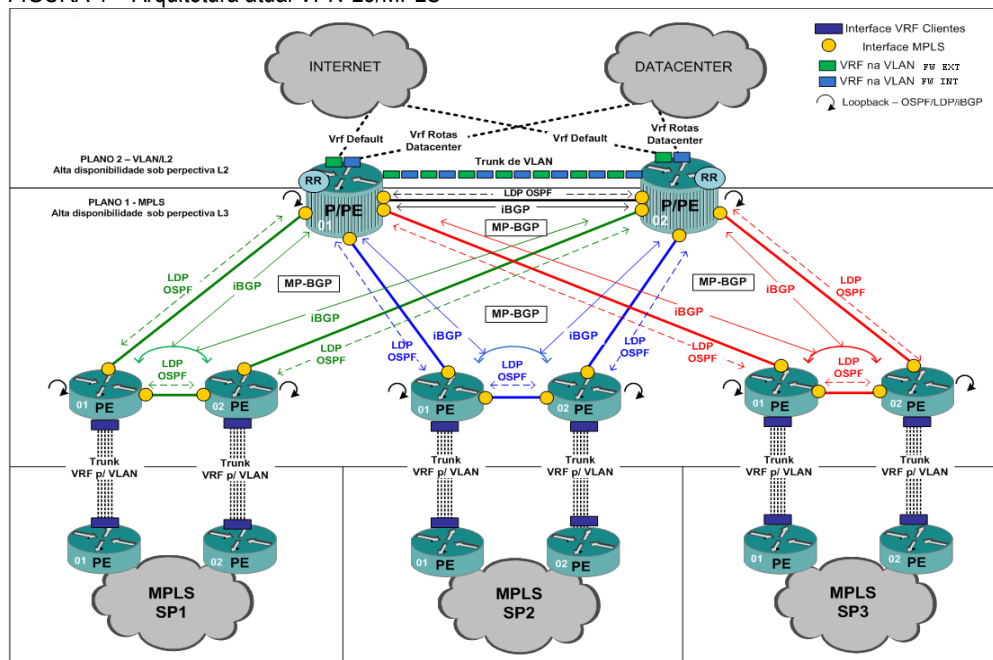 FIGURA 1 – Arquitetura atual VPN-L3/MPLS
INTERNET
DATACENTER
Interface VRF Clientes
Interface MPLS
VRF na VLAN FW EXT
VRF na VLAN FW INT
Loopback – OSPF/LDP/iBGP
Vrf Default
Vrf Rotas
Datacenter
Vrf Default
Vrf Rotas
Datacenter
PLANO 2 – VLAN/L2
Alta disponibilidade sob perpectiva L2
Trunk de VLAN
RR
RR
PLANO 1 - MPLS
Alta disponibilidade sob perpectiva L3
P/PE
01
P/PE
02
LDP OSPF
iBGP
MP-BGP
LDP
OSPF
iBGP
MP-BGP
iBGP
LDP
OSPF
iBGP
LDP
OSPF
MP-BGP
iBGP
LDP
OSPF
iBGP
LDP
OSPF
MP-BGP
iBGP
LDP
OSPF
LDP
OSPF
LDP
OSPF
LDP
OSPF
01 PE
02 PE
01 PE
02 PE
01 PE
02 PE
Trunk
VRF p/ VLAN
Trunk
VRF p/ VLAN
Trunk
VRF p/ VLAN
Trunk
VRF p/ VLAN
Trunk
VRF p/ VLAN
Trunk
VRF p/ VLAN
01 PE
02 PE
01 PE
02 PE
01 PE
02 PE
MPLS
SP1
MPLS
SP2
MPLS
SP3